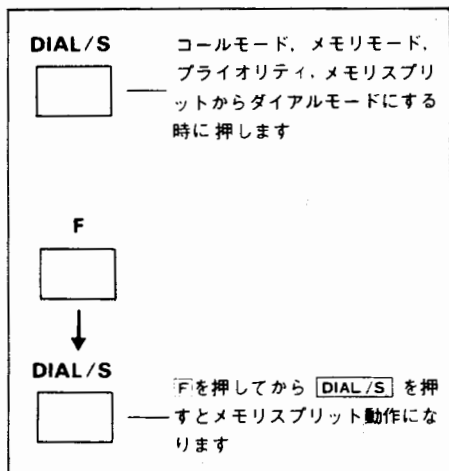 DIAL/S
コールモード, メモリモード,
プライオリティ, メモリスプリ
ットからダイアルモードにする
時に押します
F
DIAL/S
Fを押してから DIAL/S を押
すとメモリスプリット動作にな
ります